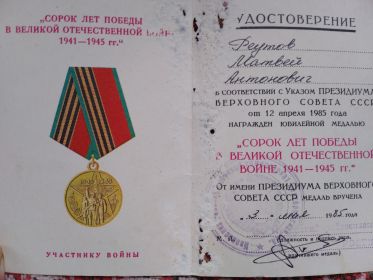 „СОРОК ЛЕТ ПОБЕДЫ
В ВЕЛИКОЙ ОТЕЧЕСТВЕННОЙ ВОЙНЕ
1941—1945 гг."
УЧАСТНИКУ ВОЙНЫ
УДОСТОВЕРЕНИЕ
Реутов
Матвей
Антонович
В СООТВЕТСТВИИ С УКАЗОМ ПРЕЗИДИУМА
ВЕРХОВНОГО СОВЕТА СССР
от 12 апреля 1985 года
НАГРАЖДЕН ЮБИЛЕЙНОЙ МЕДАЛЬЮ
„СОРОК ЛЕТ ПОБЕДЫ
В ВЕЛИКОЙ ОТЕЧЕСТВЕННОЙ
ВОЙНЕ 1941—1945 гг."
От имени ПРЕЗИДИУМА ВЕРХОВНОГО
СОВЕТА СССР МЕДАЛЬ ВРУЧЕНА
"3" мая 1985 года
М.